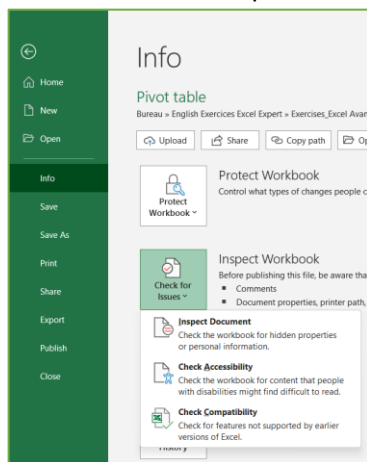 Info
Home
New
Open
Info
Save
Save As
Print
Share
Export
Publish
Close
Pivot table
Bureau » English Exercices Excel Expert » Exercises_Excel Avan
Upload
Share
Copy path
Op
Protect
Workbook
Protect Workbook
Control what types of changes people c
Check for
Issues
Inspect Workbook
Before publishing this file, be aware tha
Comments
Document properties, printer path,
Inspect Document
Check the workbook for hidden properties
or personal information.
Check Accessibility
Check the workbook for content that people
with disabilities might find difficult to read.
Check Compatibility
Check for features not supported by earlier
versions of Excel.
History